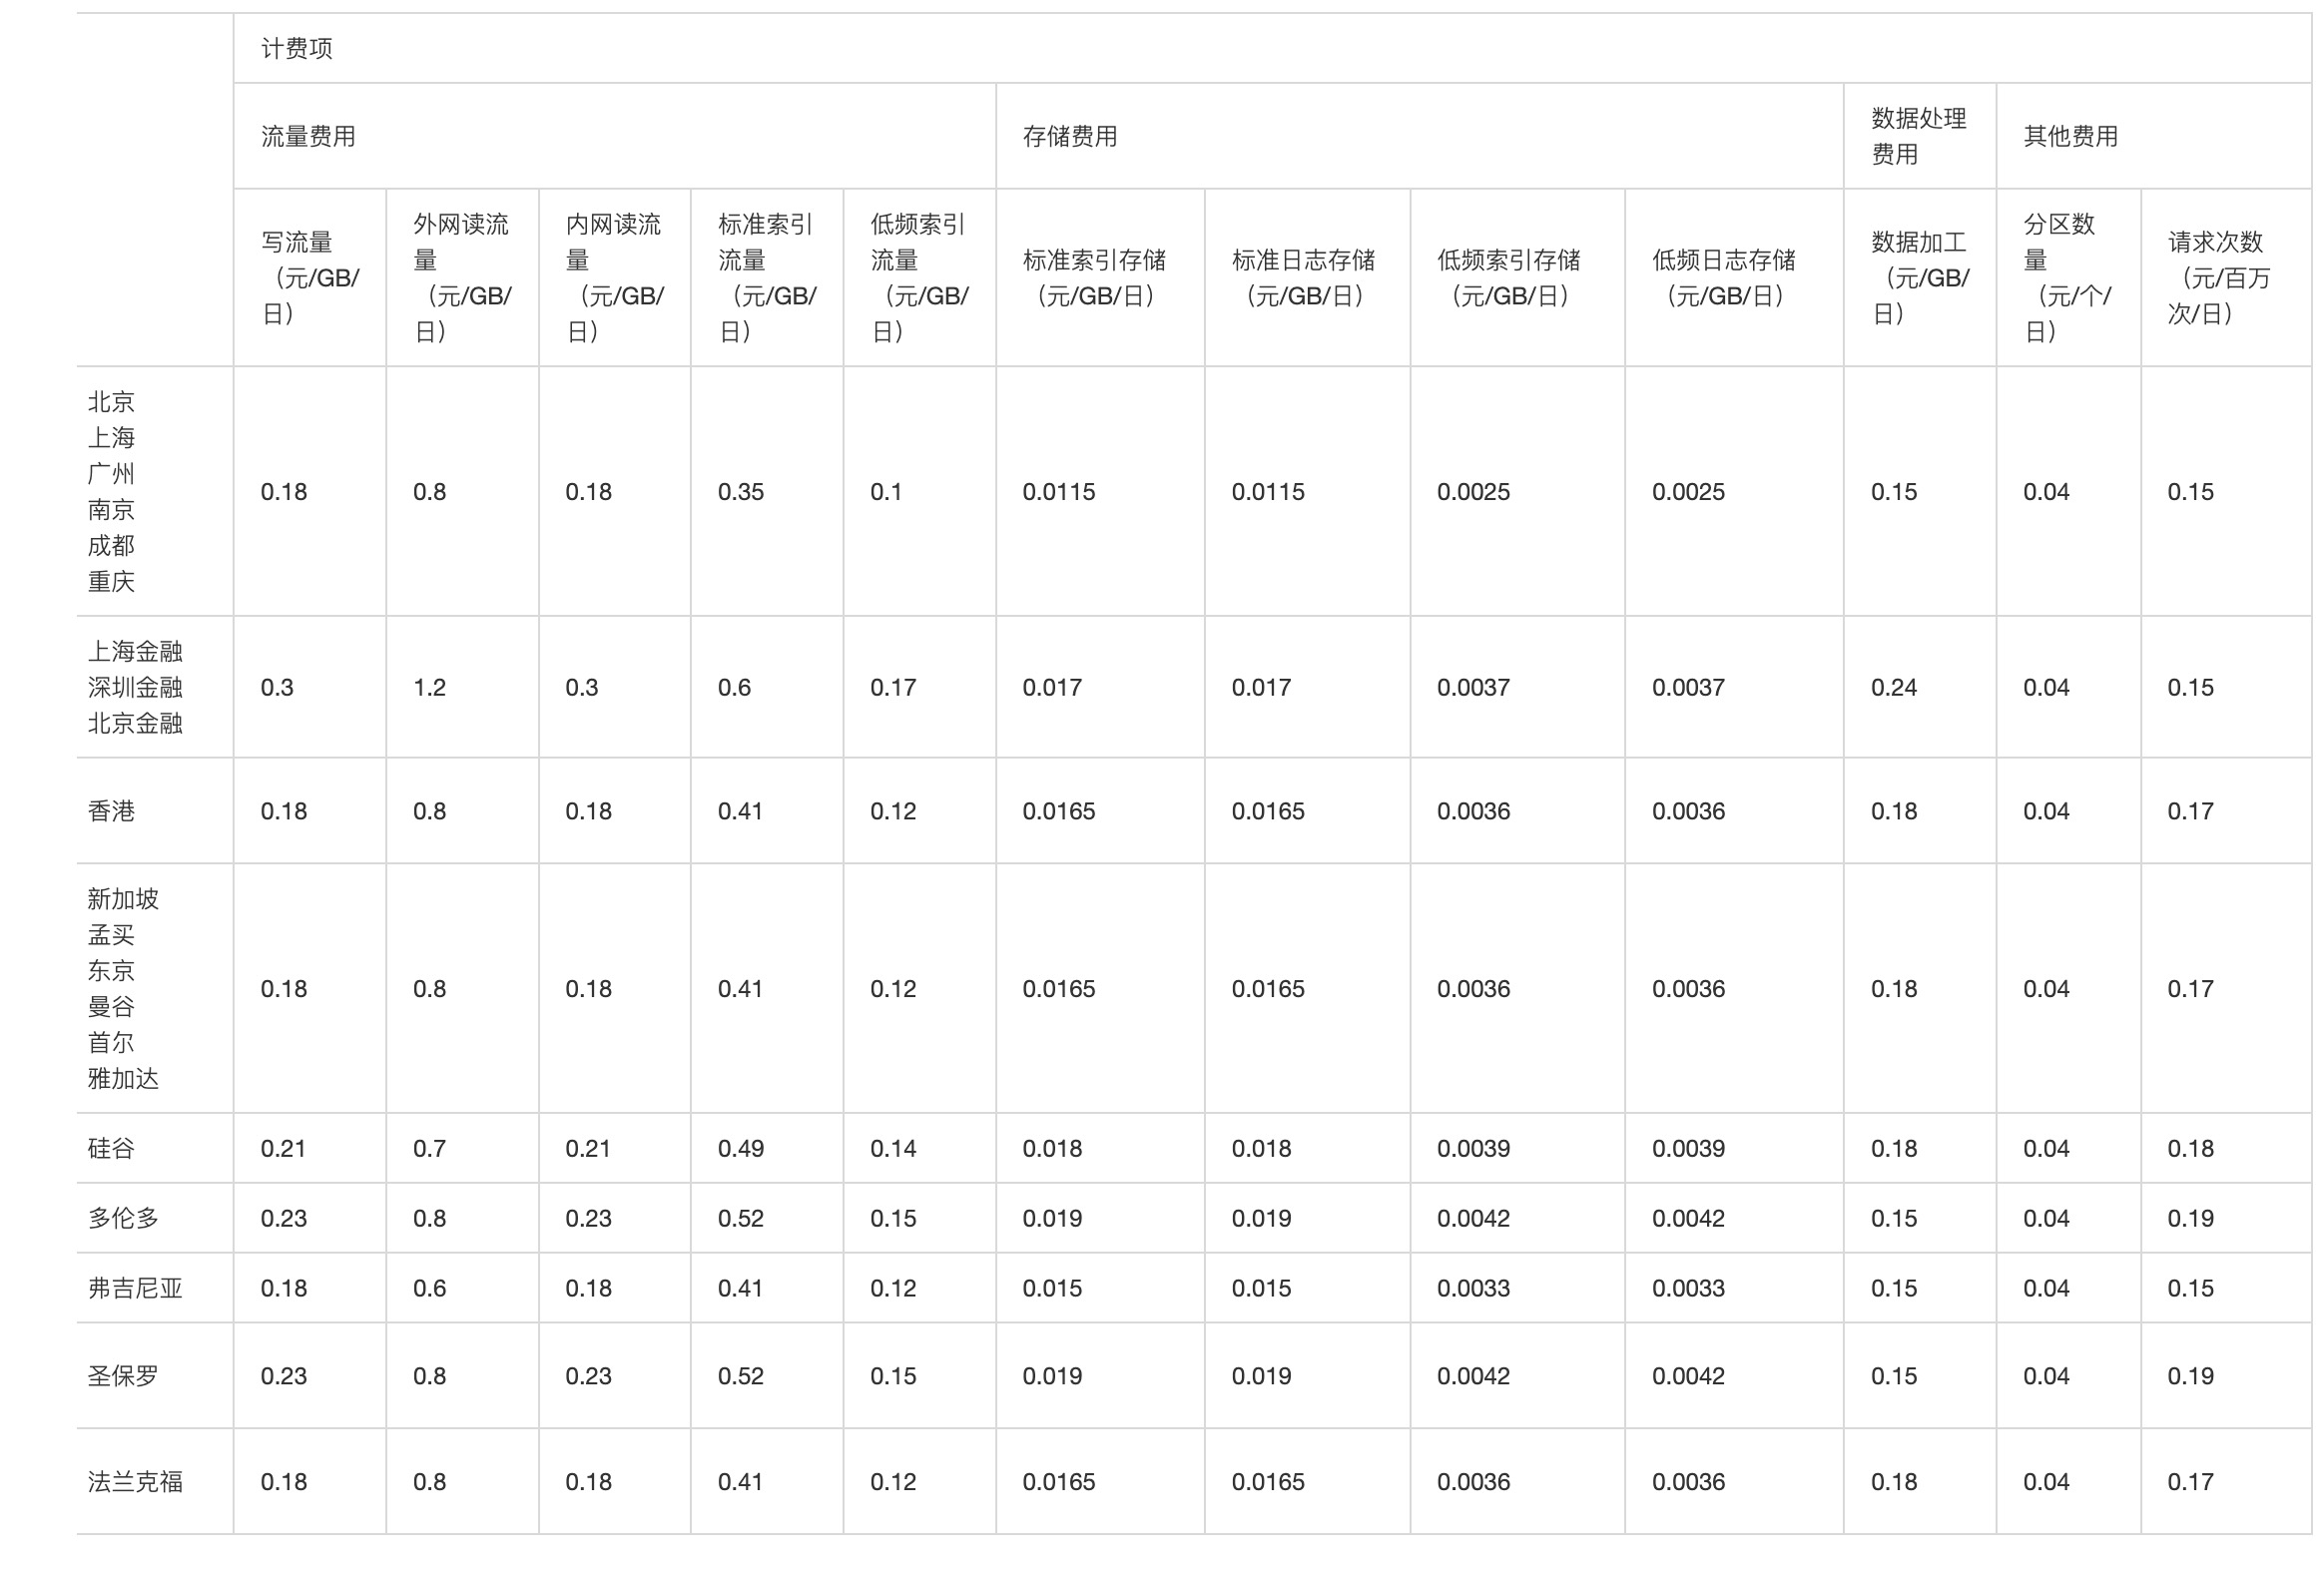 计费项
流量费用
存储费用
数据处理
费用
其他费用
写流量
（元/GB/
日）
外网读流
量
（元/GB/
日）
内网读流
量
（元/GB/
日）
标准索引
流量
（元/GB/
日）
低频索引
流量
（元/GB/
日）
标准索引存储
（元/GB/日）
标准日志存储
（元/GB/日）
低频索引存储
（元/GB/日）
低频日志存储
（元/GB/日）
数据加工
（元/GB/
日）
分区数
量
（元/个/
日）
请求次数
（元/百万
次/日）
北京
上海
广州
南京
成都
重庆
0.18 0.8 0.18 0.35 0.1 0.0115 0.0115 0.0025 0.0025 0.15 0.04 0.15
上海金融
深圳金融
北京金融
0.3 1.2 0.3 0.6 0.17 0.017 0.017 0.0037 0.0037 0.24 0.04 0.15
香港 0.18 0.8 0.18 0.41 0.12 0.0165 0.0165 0.0036 0.0036 0.18 0.04 0.17
新加坡
孟买
东京
曼谷
首尔
雅加达
0.18 0.8 0.18 0.41 0.12 0.0165 0.0165 0.0036 0.0036 0.18 0.04 0.17
硅谷 0.21 0.7 0.21 0.49 0.14 0.018 0.018 0.0039 0.0039 0.18 0.04 0.18
多伦多 0.23 0.8 0.23 0.52 0.15 0.019 0.019 0.0042 0.0042 0.15 0.04 0.19
弗吉尼亚 0.18 0.6 0.18 0.41 0.12 0.015 0.015 0.0033 0.0033 0.15 0.04 0.15
圣保罗 0.23 0.8 0.23 0.52 0.15 0.019 0.019 0.0042 0.0042 0.15 0.04 0.19
法兰克福 0.18 0.8 0.18 0.41 0.12 0.0165 0.0165 0.0036 0.0036 0.18 0.04 0.17